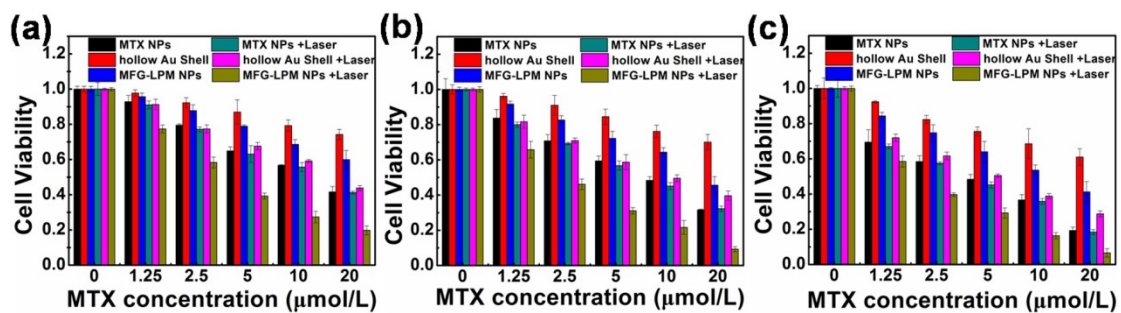 (a)
MTX NPs MTX NPs +Laser
hollow Au Shell hollow Au Shell +Laser
MFG-LPM NPs MFG-LPM NPs +Laser
Cell Viability
1.2
1.0
0.8
0.6
0.4
0.2
0.0
0 1.25 2.5 5 10 20
MTX concentration (μmol/L)
(b)
MTX NPs MTX NPs +Laser
hollow Au Shell hollow Au Shell +Laser
MFG-LPM NPs MFG-LPM NPs +Laser
Cell Viability
1.2
1.0
0.8
0.6
0.4
0.2
0.0
0 1.25 2.5 5 10 20
MTX concentration (μmol/L)
(c)
MTX NPs MTX NPs +Laser
hollow Au Shell hollow Au Shell +Laser
MFG-LPM NPs MFG-LPM NPs +Laser
Cell Viability
1.2
1.0
0.8
0.6
0.4
0.2
0.0
0 1.25 2.5 5 10 20
MTX concentration (μmol/L)